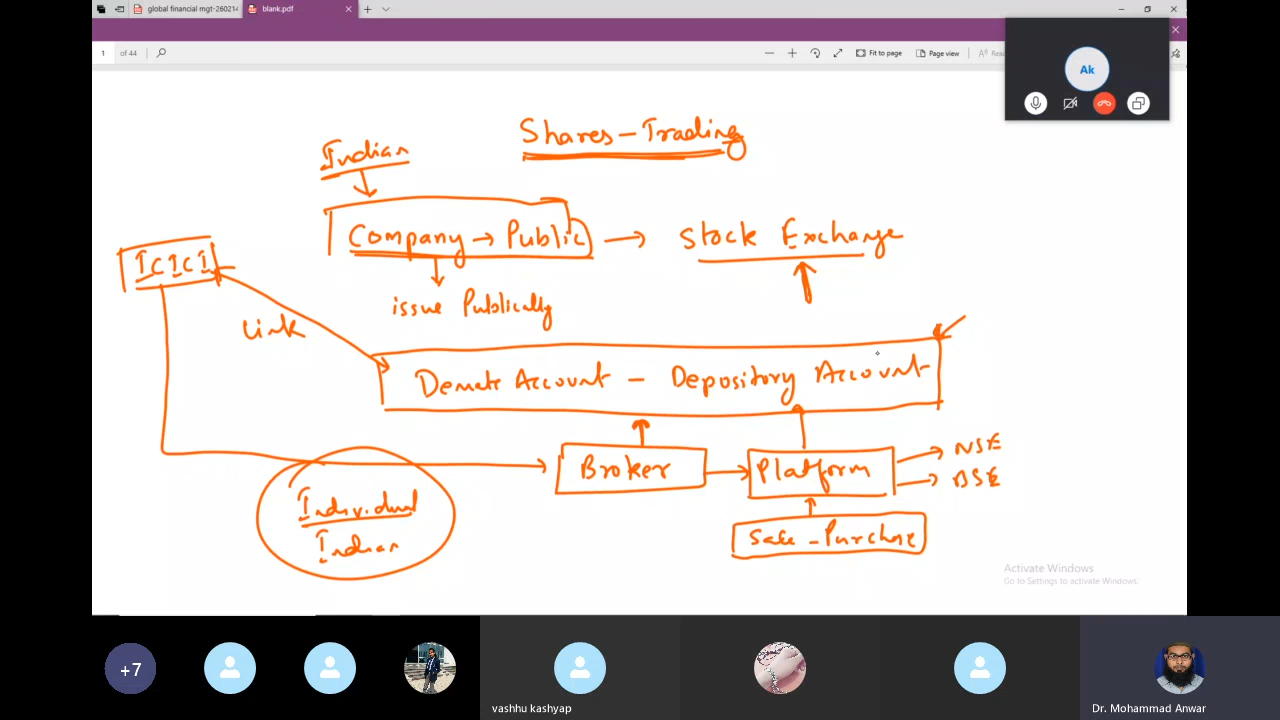 global financial mgt-260214
blank.pdf
1 of 44
Fit to page
Page view
Ak
Shares - Trading
Indian
Company → Public → Stock Exchange
ICICI
issue Publically
Link
Demate Account - Depository Account
Broker
Platform
NSE
BSE
Individual
Indian
Sale - Purchase
Activate Windows
Go to Settings to activate Windows.
+7
vashhu kashyap
Dr. Mohammad Anwar